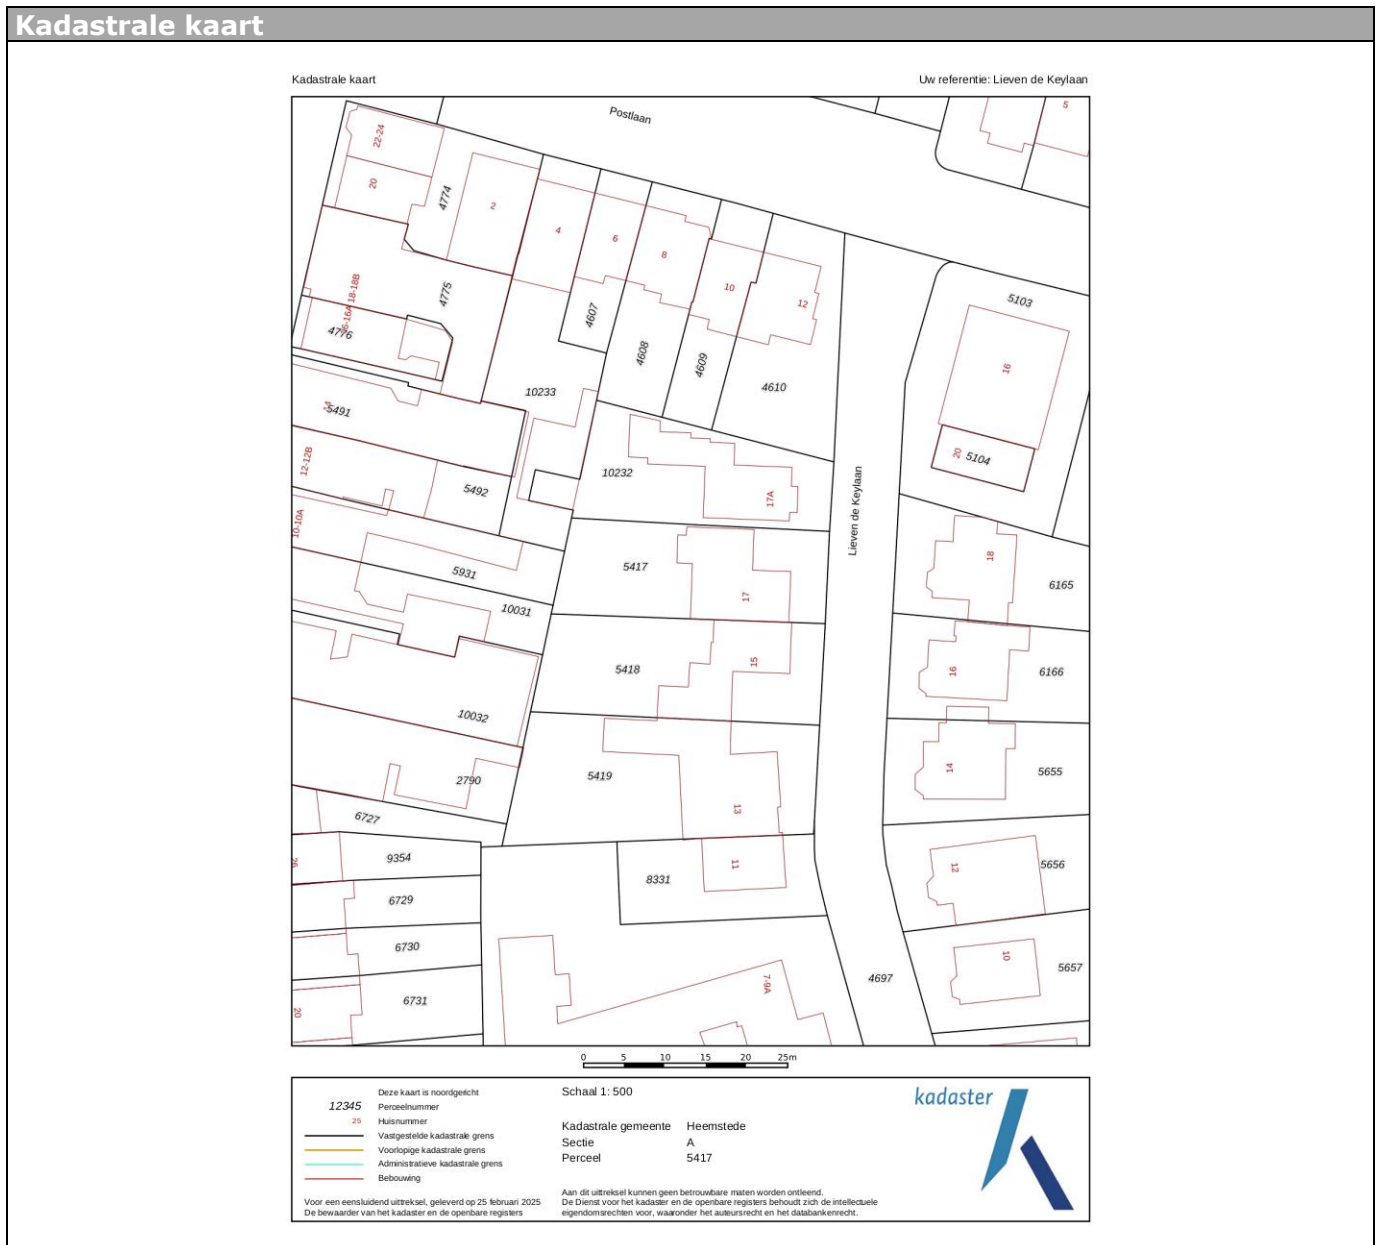 Kadastrale kaart
Kadastrale kaart
Uw referentie: Lieven de Keylaan
Postlaan
5
22-24
20
4774
2
4
6
8
10
12
5103
18-18B
4775
4607
16
16-16A
4776
4608
4609
4610
10233
5491
20
5104
12-12B
5492
10232
17A
Lieven de Keylaan
10-10A
5931
5417
17
18
6165
10031
5418
15
16
6166
10032
5419
14
5655
2790
13
6727
26
9354
8331
11
12
5656
6729
6730
7-9A
4697
10
5657
20
6731
0 5 10 15 20 25m
Deze kaart is noordgericht
12345 Perceelnummer
25 Huisnummer
Vastgestelde kadastrale grens
Voorlopige kadastrale grens
Administratieve kadastrale grens
Bebouwing
Voor een eensluidend uittreksel, geleverd op 25 februari 2025
De bewaarder van het kadaster en de openbare registers
Schaal 1: 500
Kadastrale gemeente Heemstede
Sectie A
Perceel 5417
Aan dit uittreksel kunnen geen betrouwbare maten worden ontleend.
De Dienst voor het kadaster en de openbare registers behoudt zich de intellectuele
eigendomsrechten voor, waaronder het auteursrecht en het databankenrecht.
kadaster